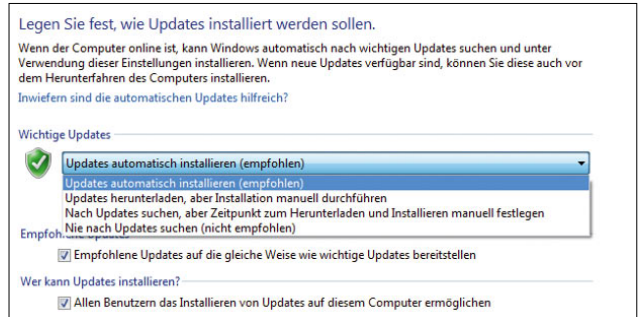 Legen Sie fest, wie Updates installiert werden sollen.
Wenn der Computer online ist, kann Windows automatisch nach wichtigen Updates suchen und unter
Verwendung dieser Einstellungen installieren. Wenn neue Updates verfügbar sind, können Sie diese auch vor
dem Herunterfahren des Computers installieren.
Inwiefern sind die automatischen Updates hilfreich?
Wichtige Updates
Updates automatisch installieren (empfohlen)
Updates automatisch installieren (empfohlen)
Updates herunterladen, aber Installation manuell durchführen
Nach Updates suchen, aber Zeitpunkt zum Herunterladen und Installieren manuell festlegen
Nie nach Updates suchen (nicht empfohlen)
Empfohlene Updates
Empfohlene Updates auf die gleiche Weise wie wichtige Updates bereitstellen
Wer kann Updates installieren?
Allen Benutzern das Installieren von Updates auf diesem Computer ermöglichen